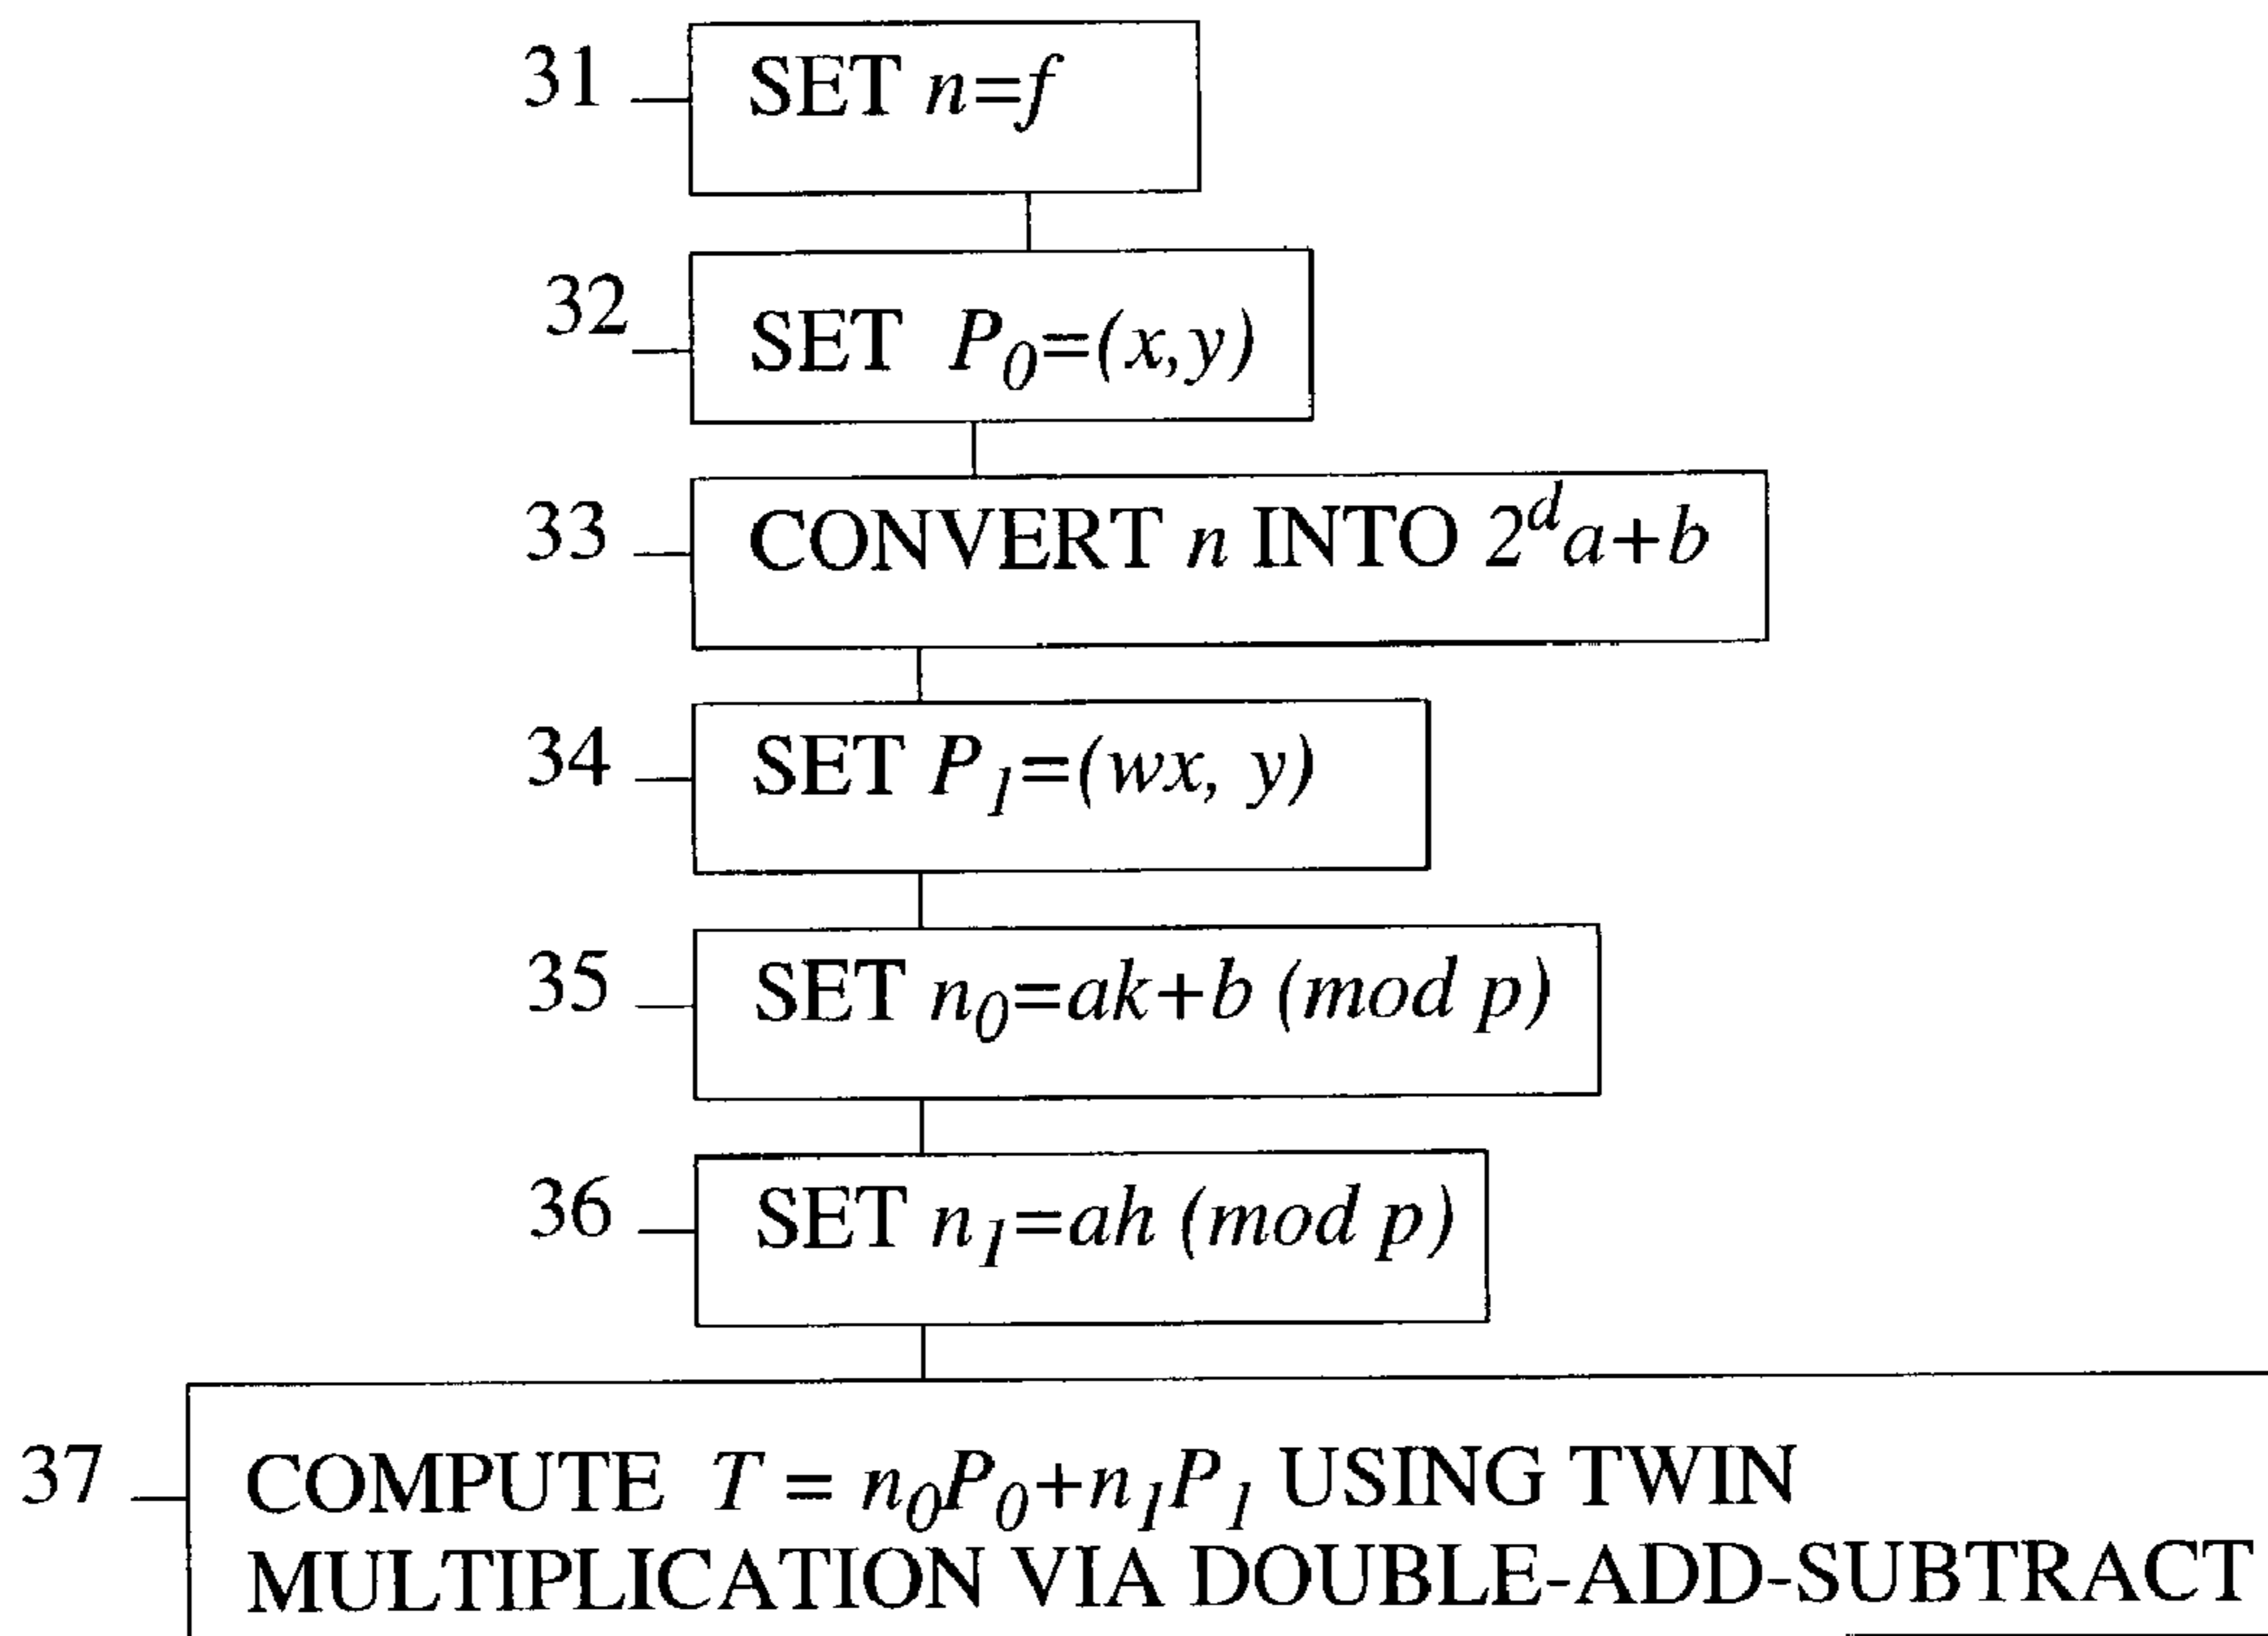 31 SET n=f
32 SET P₀=(x,y)
33 CONVERT n INTO 2ᵈa+b
34 SET P₁=(wx, y)
35 SET n₀=ak+b (mod p)
36 SET n₁=ah (mod p)
37 COMPUTE T = n₀P₀+n₁P₁ USING TWIN
MULTIPLICATION VIA DOUBLE-ADD-SUBTRACT